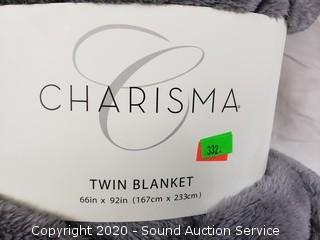 C
CHARISMA®
332.
TWIN BLANKET
66in x 92in (167cm x 233cm)
Copyright 2020 - Sound Auction Service